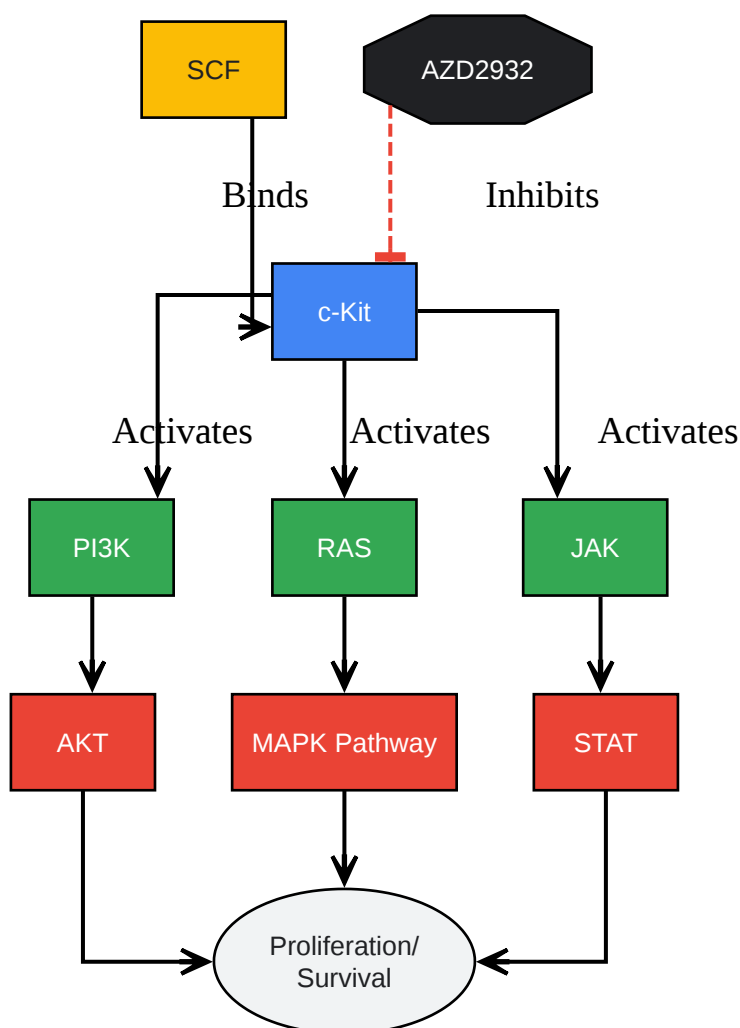 SCF
AZD2932
Binds
Inhibits
c-Kit
Activates
Activates
Activates
PI3K
RAS
JAK
AKT
MAPK Pathway
STAT
Proliferation/
Survival